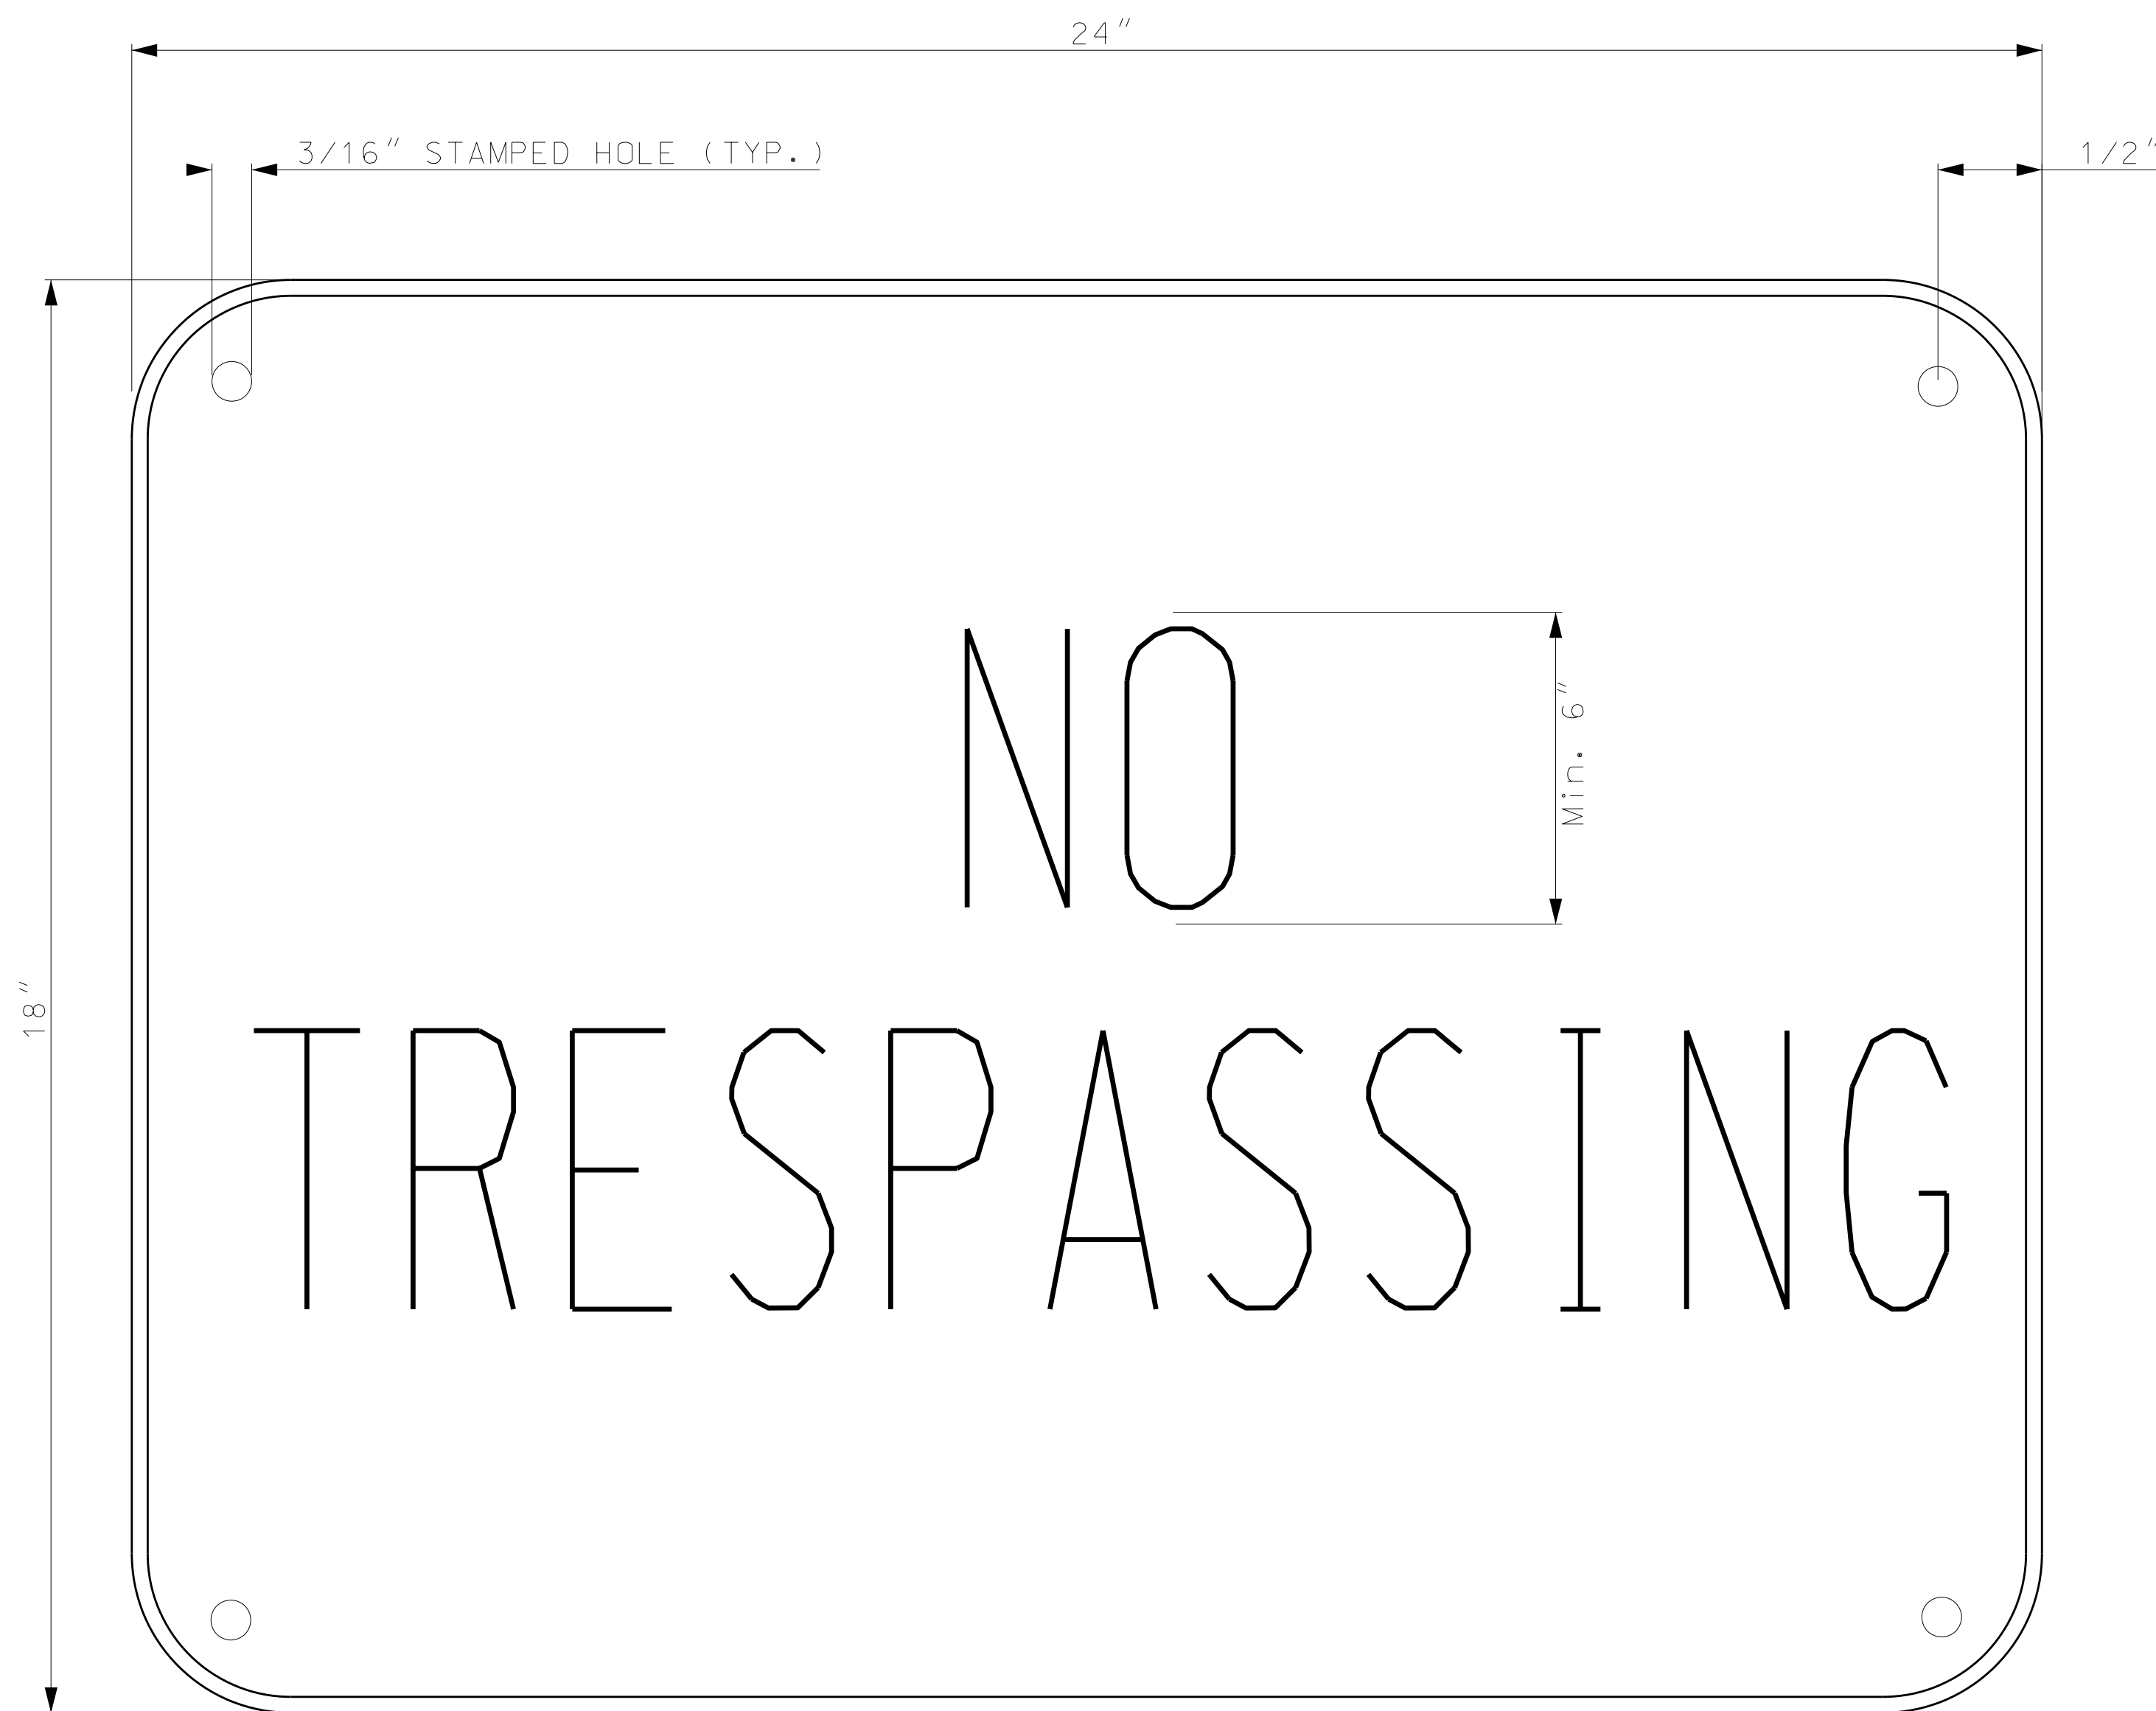 24"
3/16" STAMPED HOLE (TYP.)
1/2"
NO
Min. 6"
18"
TRESPASSING